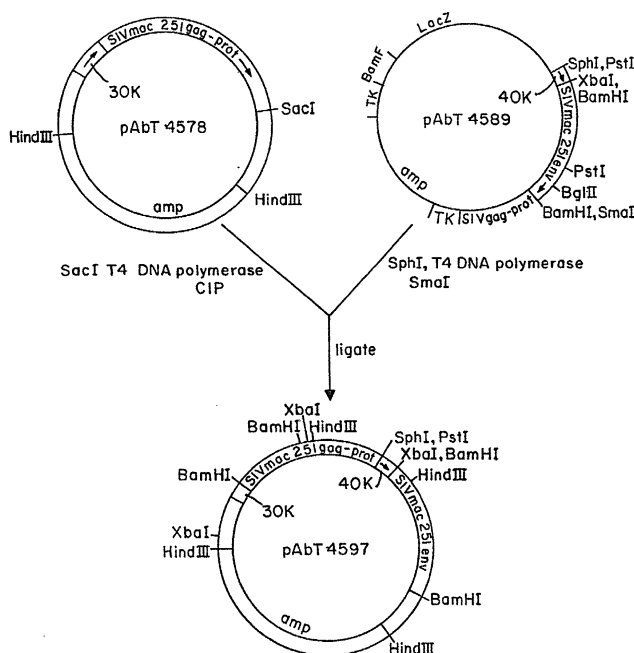 SIVmac 251 gag-prot
30K
SacI
HindIII
pAbT 4578
HindIII
amp
LacZ
BamF
TK
SphI, PstI
40K
XbaI,
BamHI
pAbT 4589
SIVmac 251 env
PstI
BglII
BamHI, SmaI
amp
TK
SIVgag-prot
SacI T4 DNA polymerase
CIP
SphI, T4 DNA polymerase
SmaI
ligate
XbaI
BamHI
HindIII
SphI, PstI
XbaI, BamHI
HindIII
BamHI
SIVmac 251 gag-prot
40K
30K
SIVmac 251 env
XbaI
HindIII
pAbT 4597
BamHI
amp
HindIII